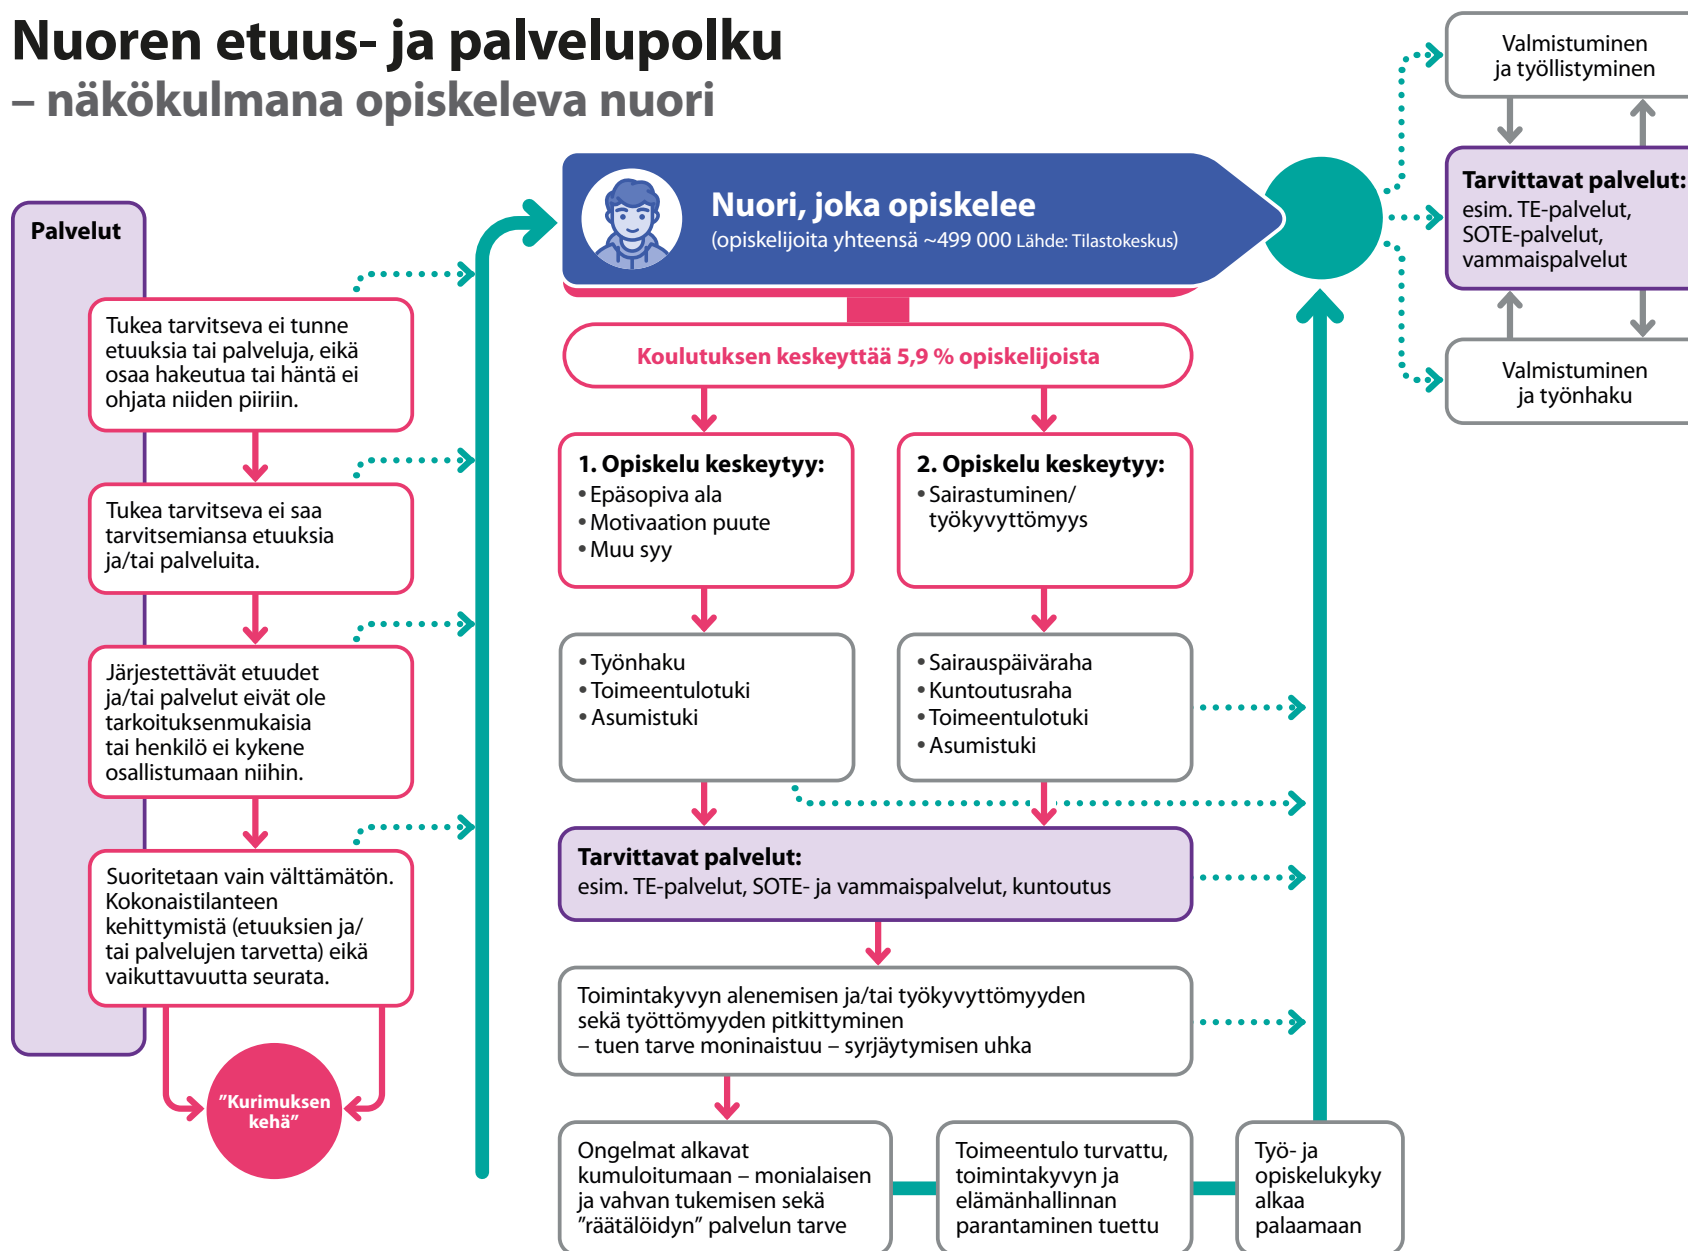 Nuoren etuus- ja palvelupolku
– näkökulmana opiskeleva nuori
Palvelut
Tukea tarvitseva ei tunne
etuuksia tai palveluja, eikä
osaa hakeutua tai häntä ei
ohjata niiden piiriin.
Tukea tarvitseva ei saa
tarvitsemiansa etuuksia
ja/tai palveluita.
Järjestettävät etuudet
ja/tai palvelut eivät ole
tarkoituksenmukaisia
tai henkilö ei kykene
osallistumaan niihin.
Suoritetaan vain välttämätön.
Kokonaistilanteen
kehittymistä (etuuksien ja/
tai palvelujen tarvetta) eikä
vaikuttavuutta seurata.
"Kurimuksen
kehä"
Nuori, joka opiskelee
(opiskelijoita yhteensä ~499 000 Lähde: Tilastokeskus)
Koulutuksen keskeyttää 5,9 % opiskelijoista
1. Opiskelu keskeytyy:
• Epäsopiva ala
• Motivaation puute
• Muu syy
2. Opiskelu keskeytyy:
• Sairastuminen/
työkyvyttömyys
• Työnhaku
• Toimeentulotuki
• Asumistuki
• Sairauspäiväraha
• Kuntoutusraha
• Toimeentulotuki
• Asumistuki
Tarvittavat palvelut:
esim. TE-palvelut, SOTE- ja vammaispalvelut, kuntoutus
Toimintakyvyn alenemisen ja/tai työkyvyttömyyden
sekä työttömyyden pitkittyminen
– tuen tarve moninaistuu – syrjäytymisen uhka
Ongelmat alkavat
kumuloitumaan – monialaisen
ja vahvan tukemisen sekä
"räätälöidyn" palvelun tarve
Toimeentulo turvattu,
toimintakyvyn ja
elämänhallinnan
parantaminen tuettu
Työ- ja
opiskelukyky
alkaa
palaamaan
Valmistuminen
ja työllistyminen
Tarvittavat palvelut:
esim. TE-palvelut,
SOTE-palvelut,
vammaispalvelut
Valmistuminen
ja työnhaku